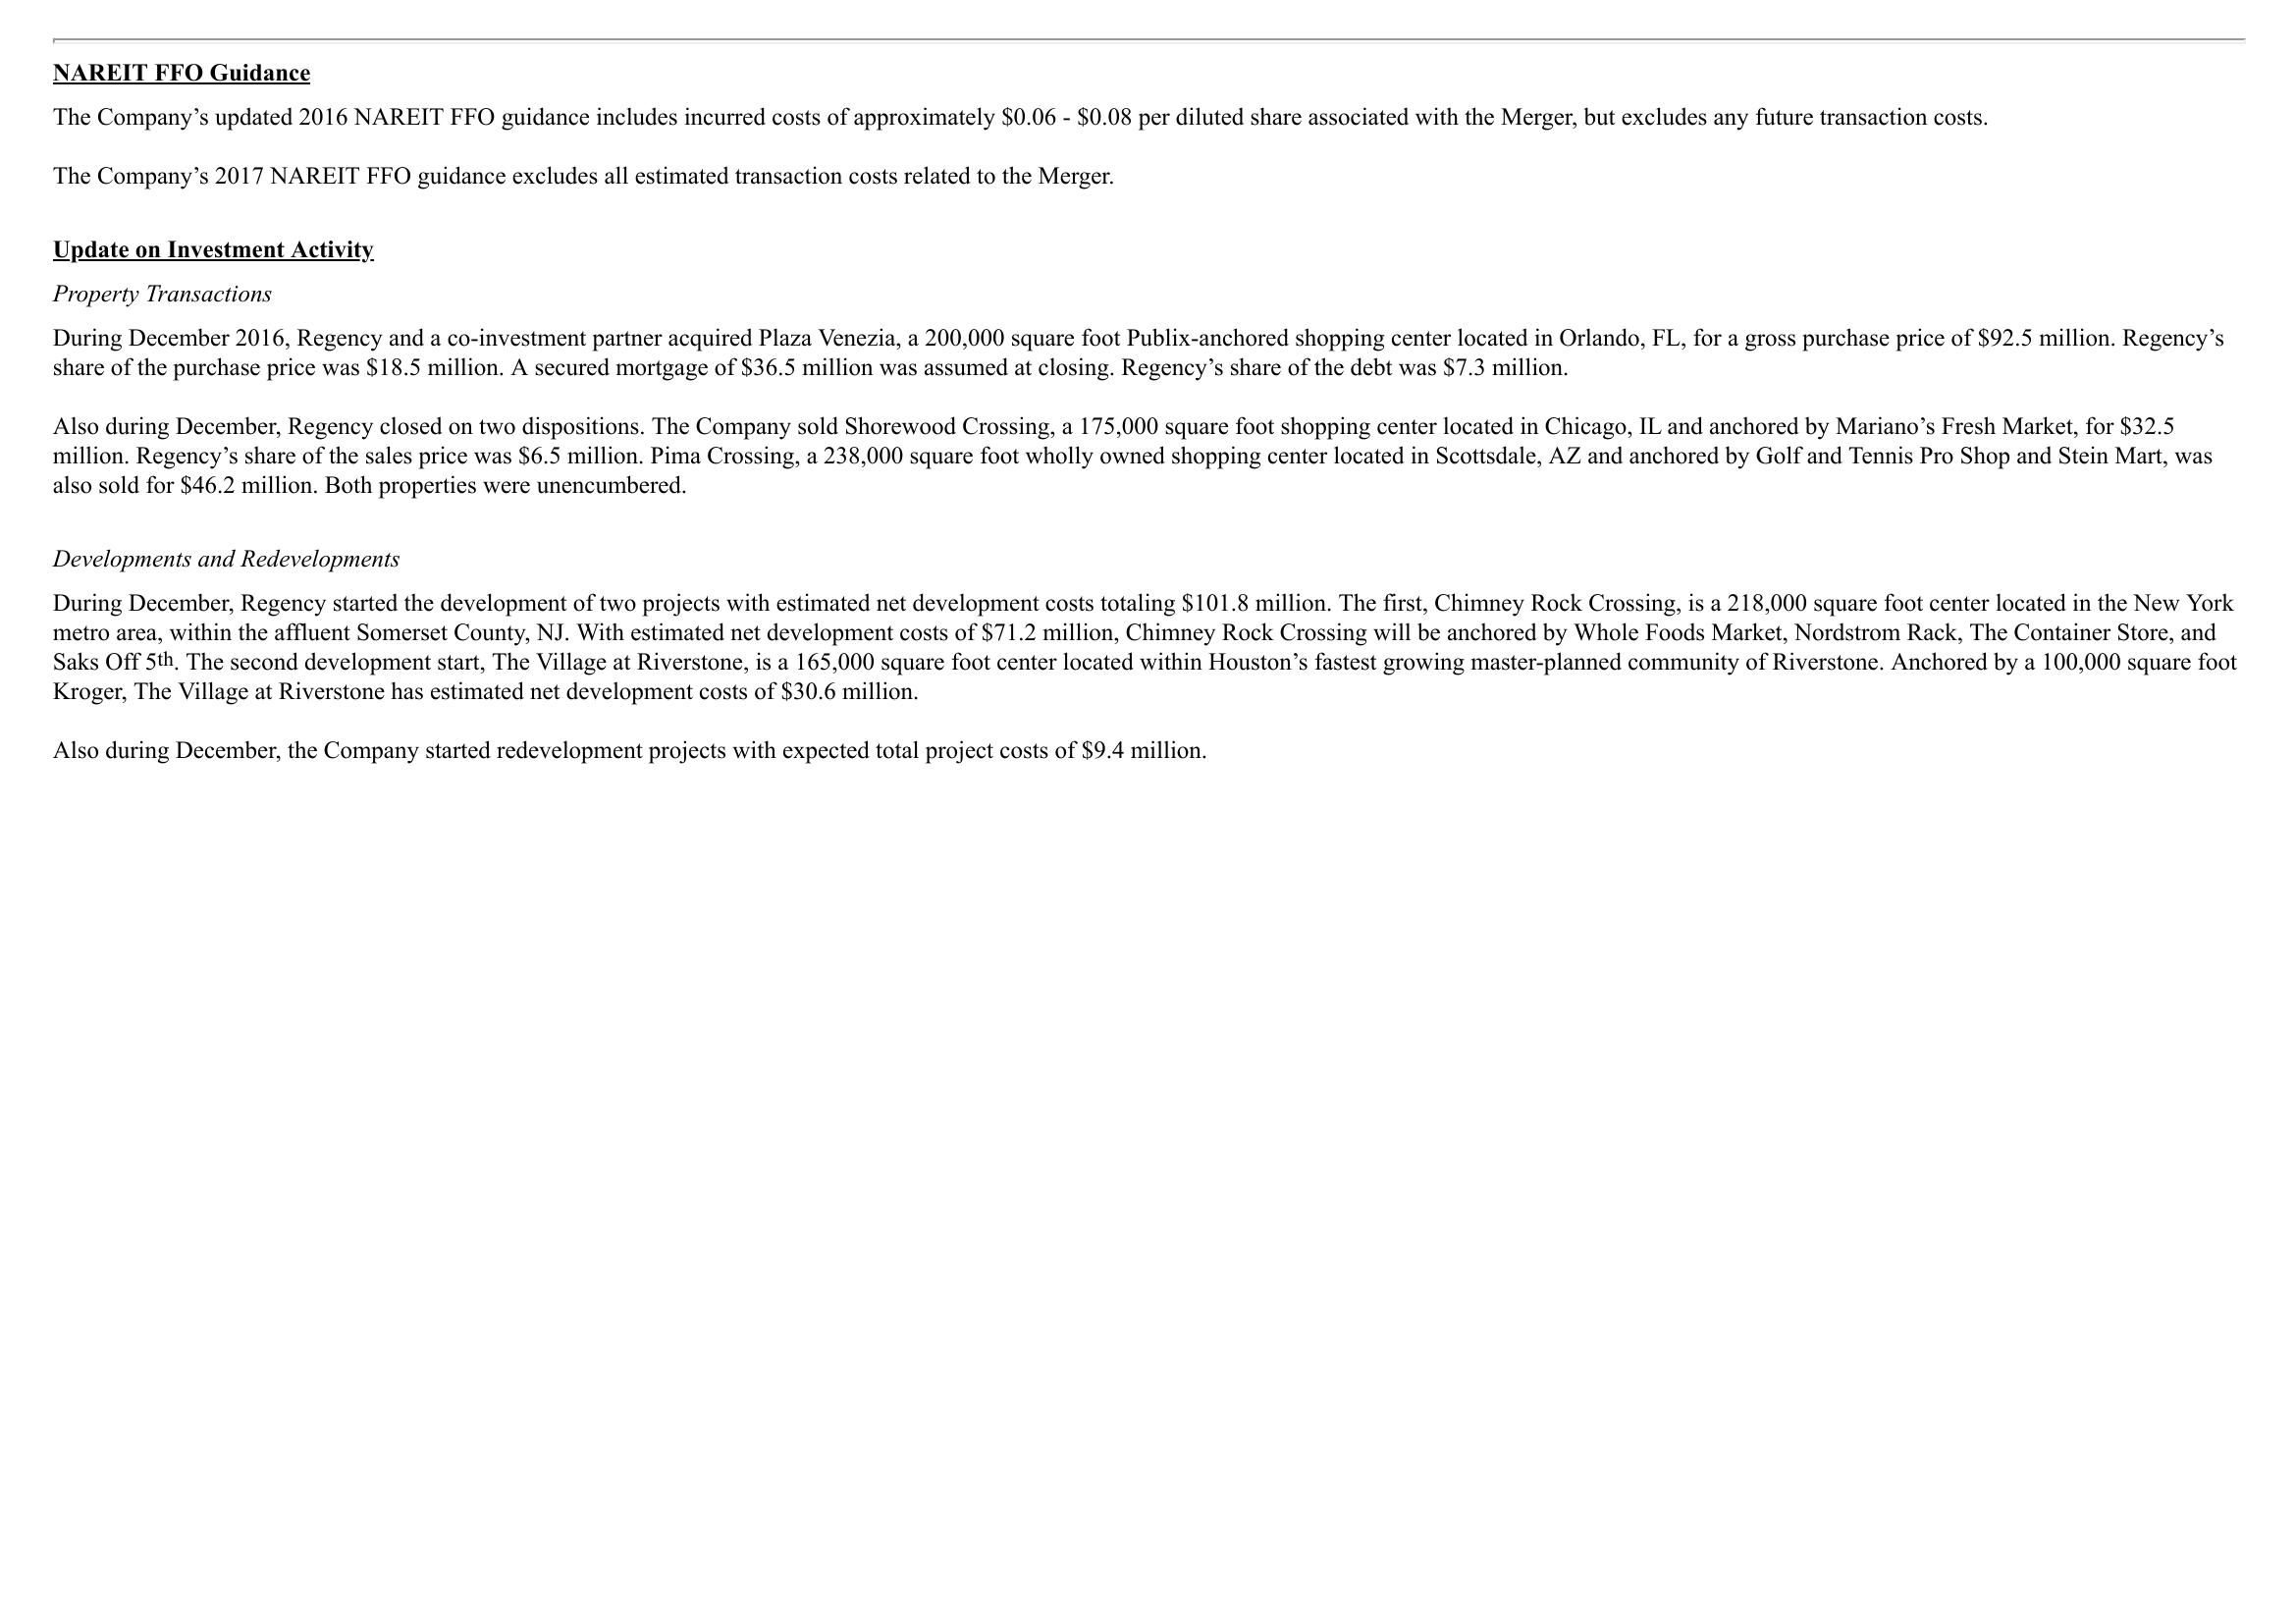 NAREIT FFO Guidance
The Company’s updated 2016 NAREIT FFO guidance includes incurred costs of approximately $0.06 - $0.08 per diluted share associated with the Merger, but excludes any future transaction costs.
The Company’s 2017 NAREIT FFO guidance excludes all estimated transaction costs related to the Merger.
Update on Investment Activity
Property Transactions
During December 2016, Regency and a co-investment partner acquired Plaza Venezia, a 200,000 square foot Publix-anchored shopping center located in Orlando, FL, for a gross purchase price of $92.5 million. Regency’s
share of the purchase price was $18.5 million. A secured mortgage of $36.5 million was assumed at closing. Regency’s share of the debt was $7.3 million.
Also during December, Regency closed on two dispositions. The Company sold Shorewood Crossing, a 175,000 square foot shopping center located in Chicago, IL and anchored by Mariano’s Fresh Market, for $32.5
million. Regency’s share of the sales price was $6.5 million. Pima Crossing, a 238,000 square foot wholly owned shopping center located in Scottsdale, AZ and anchored by Golf and Tennis Pro Shop and Stein Mart, was
also sold for $46.2 million. Both properties were unencumbered.
Developments and Redevelopments
During December, Regency started the development of two projects with estimated net development costs totaling $101.8 million. The first, Chimney Rock Crossing, is a 218,000 square foot center located in the New York
metro area, within the affluent Somerset County, NJ. With estimated net development costs of $71.2 million, Chimney Rock Crossing will be anchored by Whole Foods Market, Nordstrom Rack, The Container Store, and
Saks Off 5th. The second development start, The Village at Riverstone, is a 165,000 square foot center located within Houston’s fastest growing master-planned community of Riverstone. Anchored by a 100,000 square foot
Kroger, The Village at Riverstone has estimated net development costs of $30.6 million.
Also during December, the Company started redevelopment projects with expected total project costs of $9.4 million.